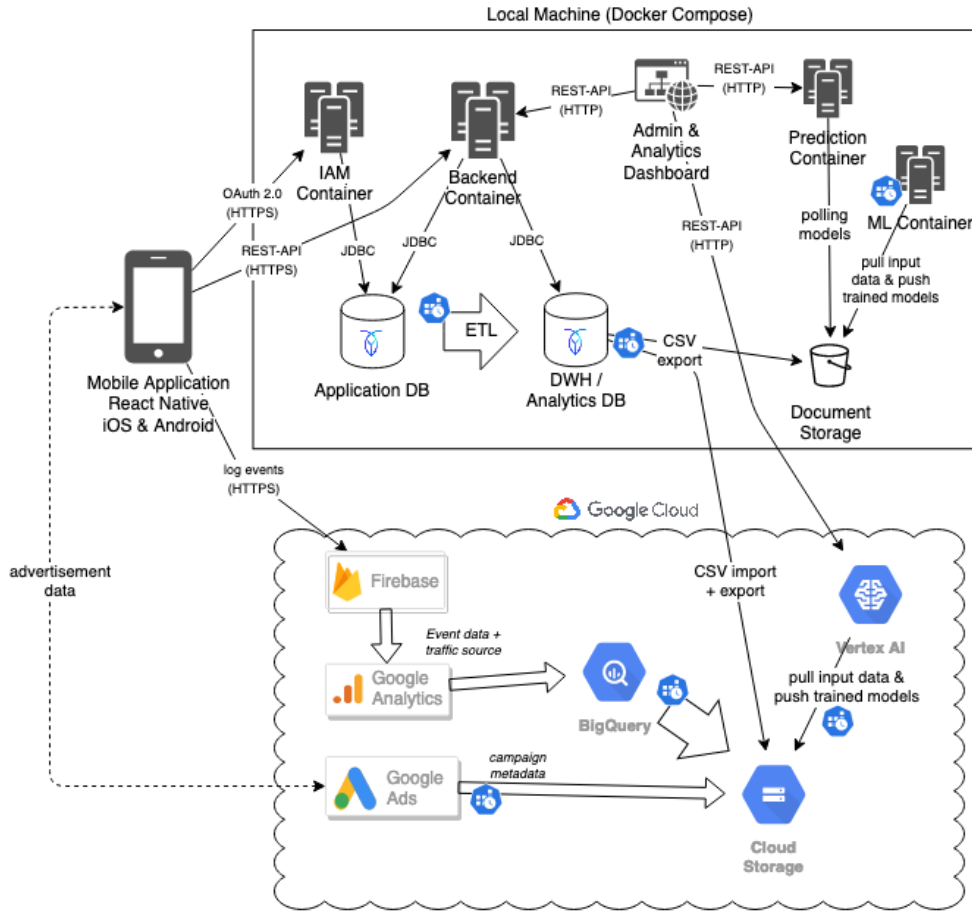 Local Machine (Docker Compose)
IAM
Container
Backend
Container
REST-API
(HTTP)
Admin &
Analytics
Dashboard
REST-API
(HTTP)
Prediction
Container
ML Container
OAuth 2.0
(HTTPS)
REST-API
(HTTPS)
JDBC
JDBC
JDBC
REST-API
(HTTP)
polling
models
pull input
data & push
trained models
Mobile Application
React Native
iOS & Android
Application DB
ETL
DWH /
Analytics DB
CSV
export
Document
Storage
log events
(HTTPS)
advertisement
data
Google Cloud
Firebase
Event data +
traffic source
Google
Analytics
BigQuery
CSV import
+ export
Vertex AI
pull input data &
push trained models
Google
Ads
campaign
metadata
Cloud
Storage